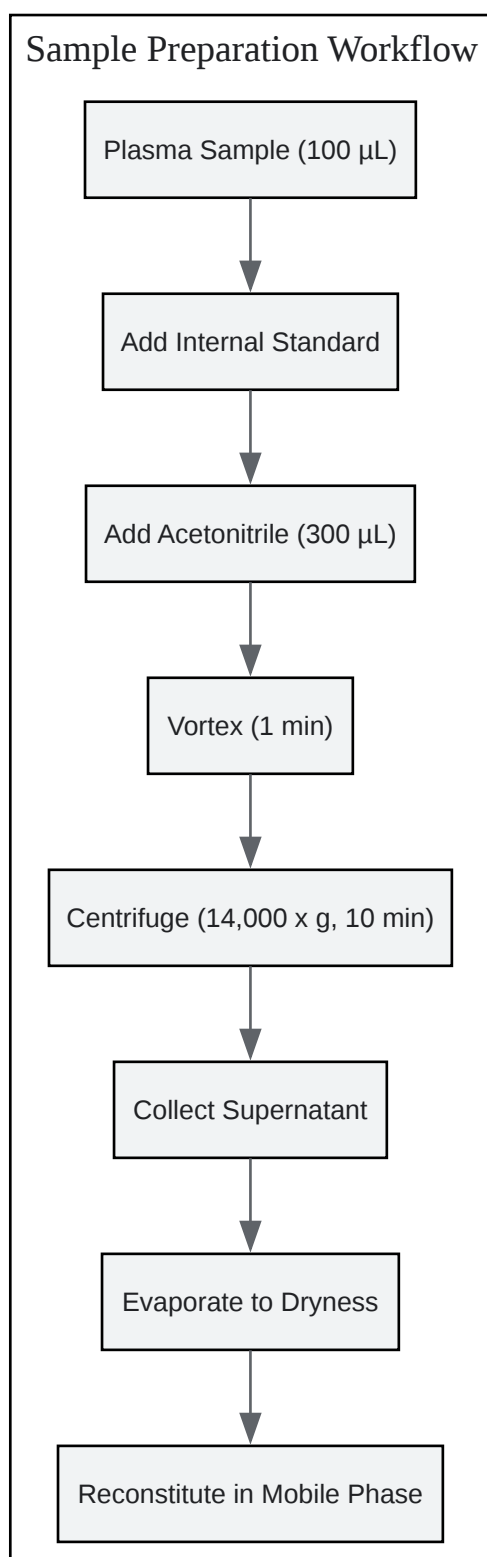 Sample Preparation Workflow
Plasma Sample (100 µL)
Add Internal Standard
Add Acetonitrile (300 µL)
Vortex (1 min)
Centrifuge (14,000 x g, 10 min)
Collect Supernatant
Evaporate to Dryness
Reconstitute in Mobile Phase